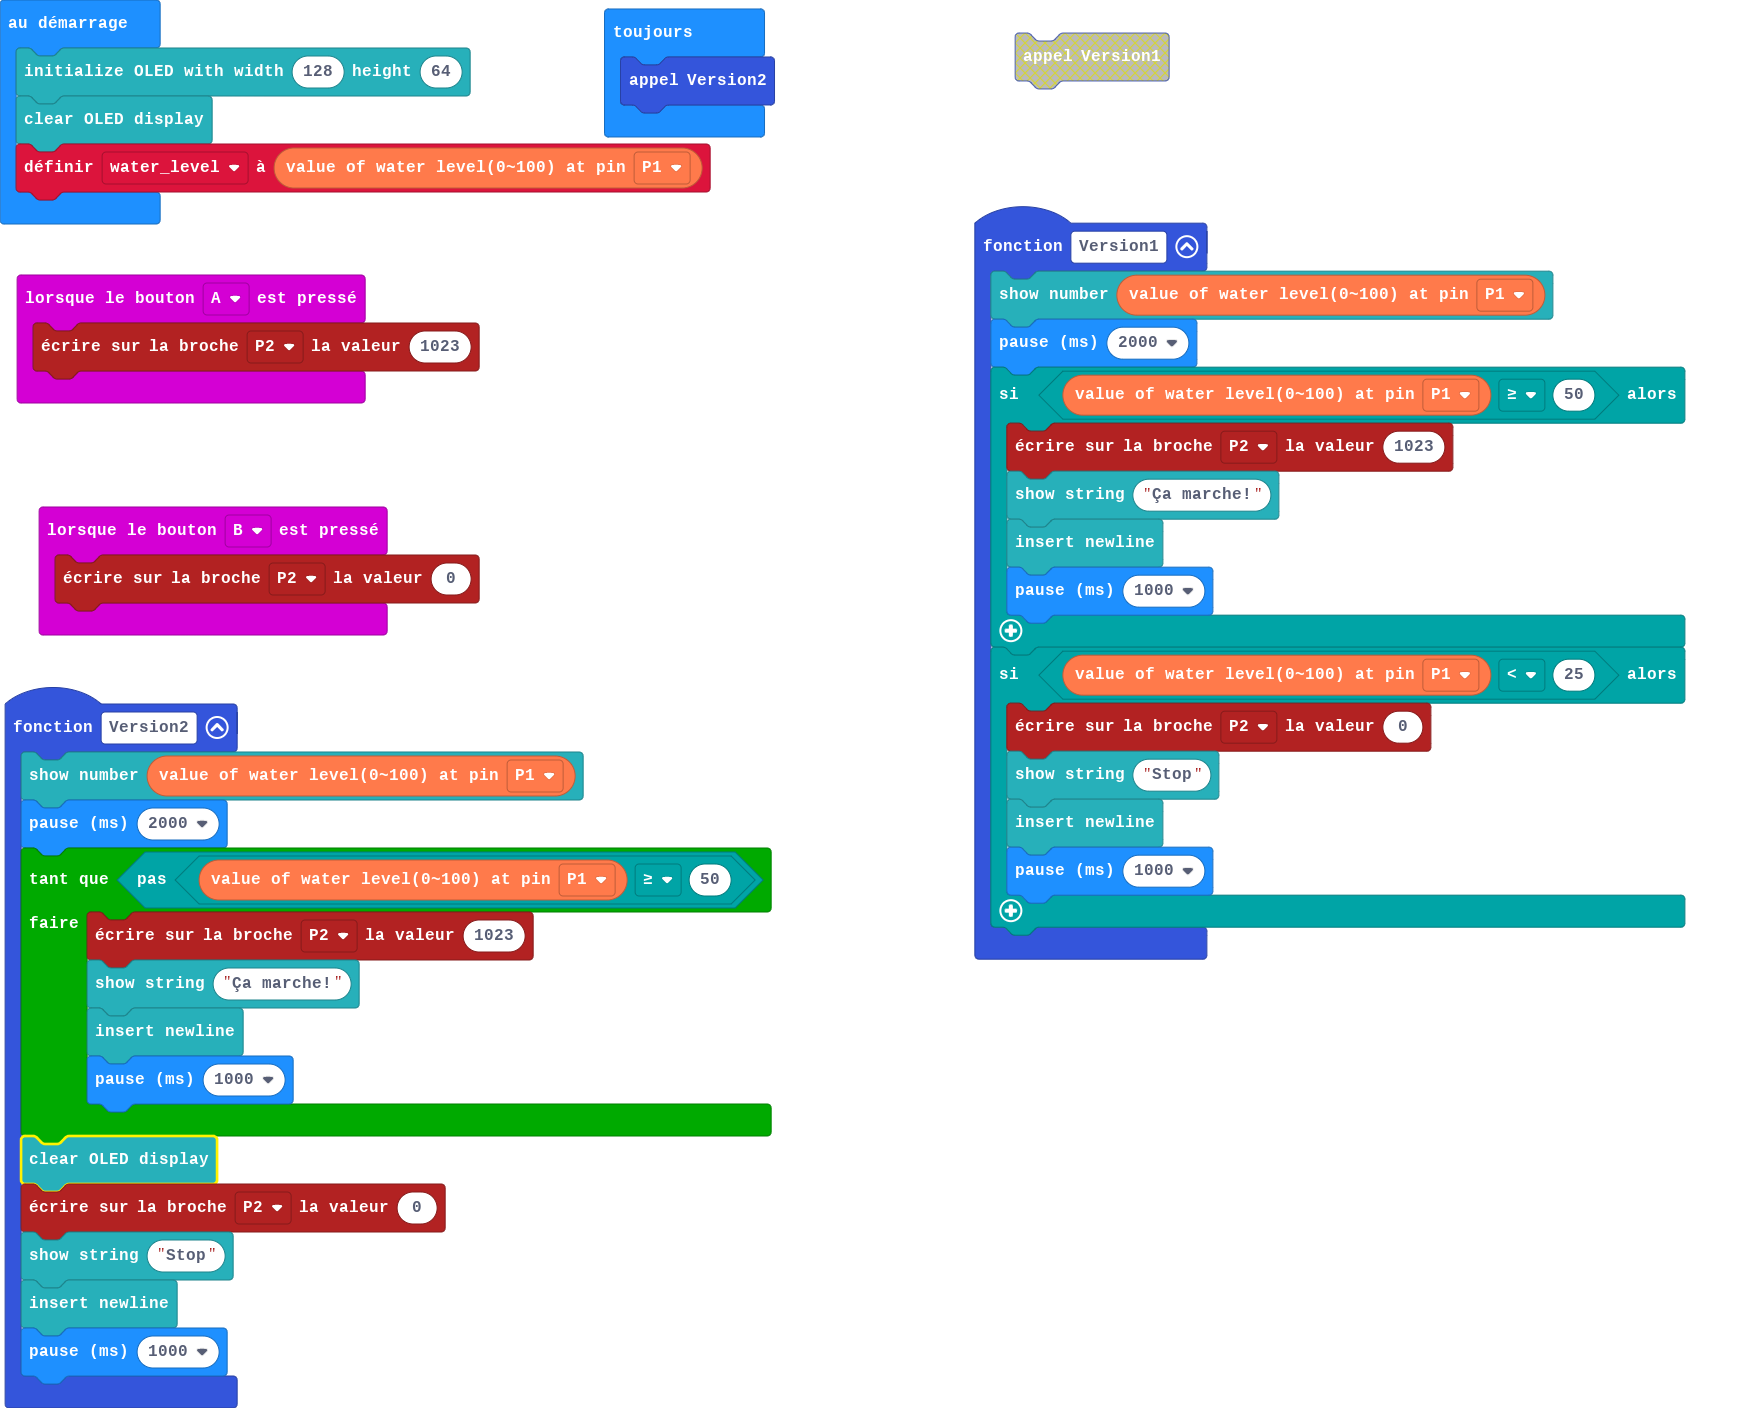 au démarrage
initialize OLED with width 128 height 64
clear OLED display
définir water_level à value of water level(0~100) at pin P1
toujours
appel Version2
appel Version1
lorsque le bouton A est pressé
écrire sur la broche P2 la valeur 1023
lorsque le bouton B est pressé
écrire sur la broche P2 la valeur 0
fonction Version2
show number value of water level(0~100) at pin P1
pause (ms) 2000
tant que pas value of water level(0~100) at pin P1 ≥ 50
faire écrire sur la broche P2 la valeur 1023
show string "Ça marche!"
insert newline
pause (ms) 1000
clear OLED display
écrire sur la broche P2 la valeur 0
show string "Stop"
insert newline
pause (ms) 1000
fonction Version1
show number value of water level(0~100) at pin P1
pause (ms) 2000
si value of water level(0~100) at pin P1 ≥ 50 alors
écrire sur la broche P2 la valeur 1023
show string "Ça marche!"
insert newline
pause (ms) 1000
si value of water level(0~100) at pin P1 < 25 alors
écrire sur la broche P2 la valeur 0
show string "Stop"
insert newline
pause (ms) 1000